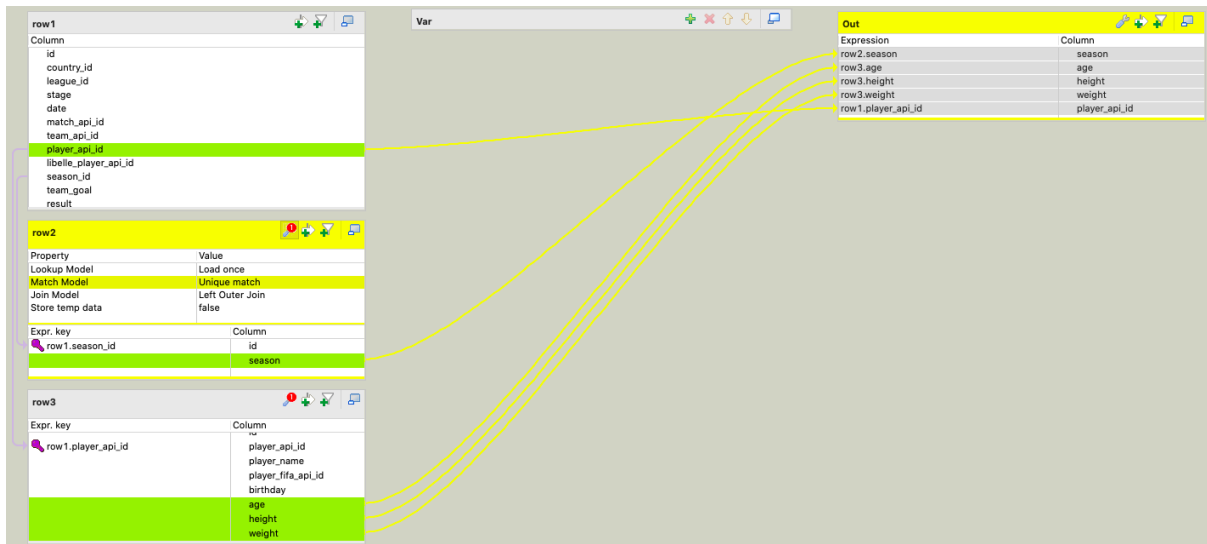 row1
Column
id
country_id
league_id
stage
date
match_api_id
team_api_id
player_api_id
libelle_player_api_id
season_id
team_goal
result
row2
Property Value
Lookup Model Load once
Match Model Unique match
Join Model Left Outer Join
Store temp data false
Expr. key Column
row1.season_id id
season
row3
Expr. key Column
row1.player_api_id player_api_id
player_name
player_fifa_api_id
birthday
age
height
weight
Var
Out
Expression Column
row2.season season
row3.age age
row3.height height
row3.weight weight
row1.player_api_id player_api_id